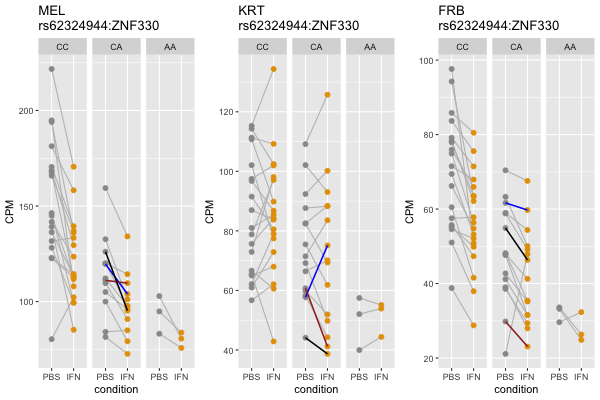 MEL
rs62324944:ZNF330
CC CA AA
200
150
100
CPM
PBS IFN PBS IFN PBS IFN
condition
KRT
rs62324944:ZNF330
CC CA AA
120
100
80
60
40
CPM
PBS IFN PBS IFN PBS IFN
condition
FRB
rs62324944:ZNF330
CC CA AA
100
80
60
40
20
CPM
PBS IFN PBS IFN PBS IFN
condition